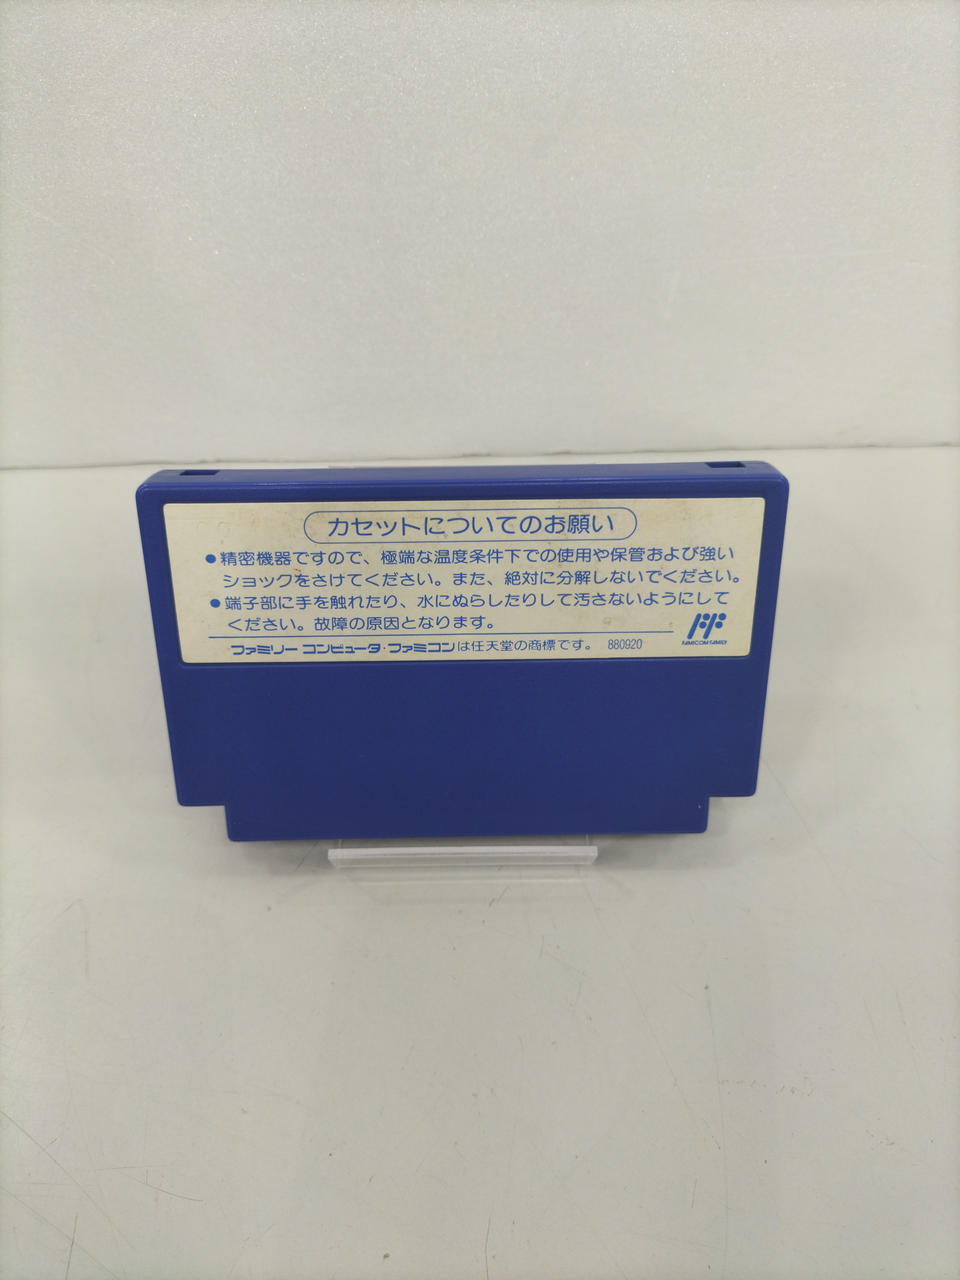 カセットについてのお願い
●精密機器ですので、極端な温度条件下での使用や保管および強い
ショックをさけてください。また、絶対に分解しないでください。
●端子部に手を触れたり、水にぬらしたりして汚さないようにして
ください。故障の原因となります。
ファミリーコンピュータ・ファミコンは任天堂の商標です。 880920
FAMICOM FAMILY